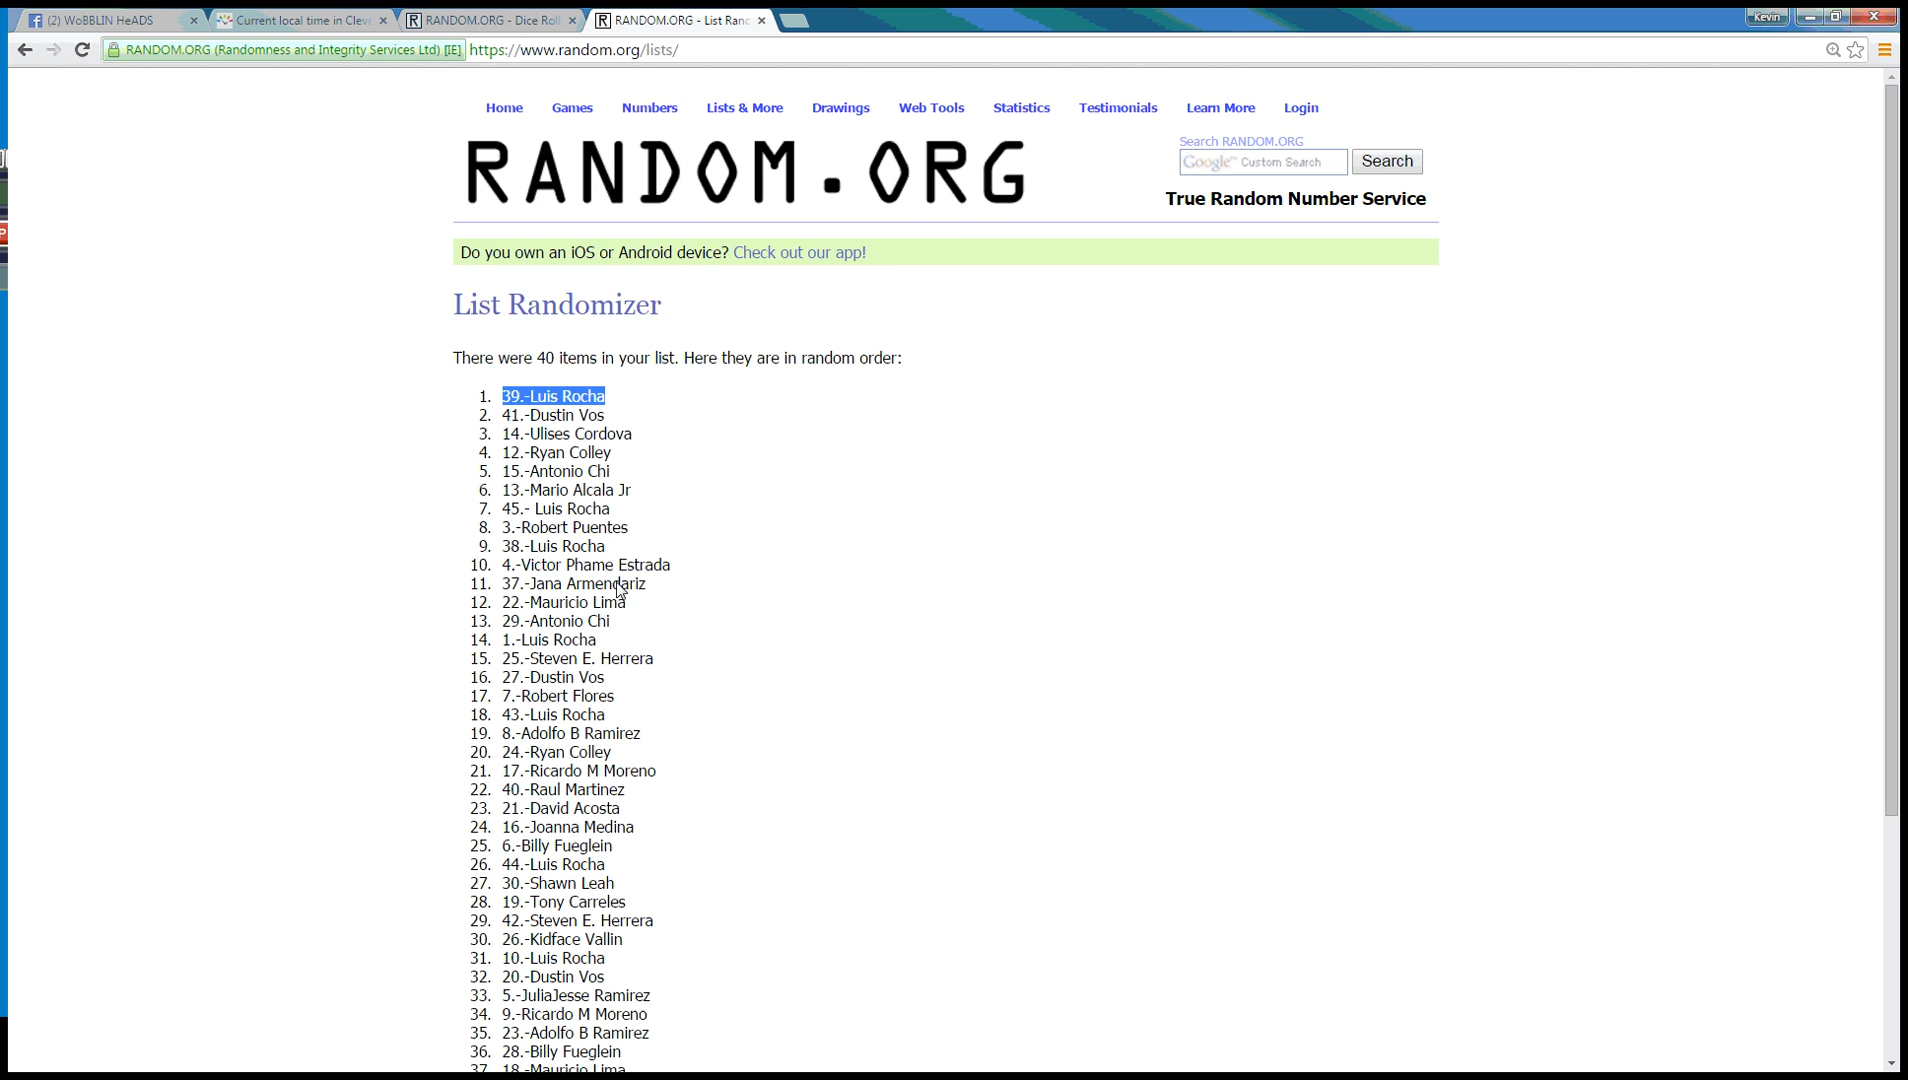 (2) WoBBLIN HeADS
Current local time in Cleve
RANDOM.ORG - Dice Roll
RANDOM.ORG - List Ran
Kevin
RANDOM.ORG (Randomness and Integrity Services Ltd) [IE] https://www.random.org/lists/
Home Games Numbers Lists & More Drawings Web Tools Statistics Testimonials Learn More Login
RANDOM.ORG
Search RANDOM.ORG
Google™ Custom Search Search
True Random Number Service
Do you own an iOS or Android device? Check out our app!
List Randomizer
There were 40 items in your list. Here they are in random order:
1. 39.-Luis Rocha
2. 41.-Dustin Vos
3. 14.-Ulises Cordova
4. 12.-Ryan Colley
5. 15.-Antonio Chi
6. 13.-Mario Alcala Jr
7. 45.- Luis Rocha
8. 3.-Robert Puentes
9. 38.-Luis Rocha
10. 4.-Victor Phame Estrada
11. 37.-Jana Armendariz
12. 22.-Mauricio Lima
13. 29.-Antonio Chi
14. 1.-Luis Rocha
15. 25.-Steven E. Herrera
16. 27.-Dustin Vos
17. 7.-Robert Flores
18. 43.-Luis Rocha
19. 8.-Adolfo B Ramirez
20. 24.-Ryan Colley
21. 17.-Ricardo M Moreno
22. 40.-Raul Martinez
23. 21.-David Acosta
24. 16.-Joanna Medina
25. 6.-Billy Fueglein
26. 44.-Luis Rocha
27. 30.-Shawn Leah
28. 19.-Tony Carreles
29. 42.-Steven E. Herrera
30. 26.-Kidface Vallin
31. 10.-Luis Rocha
32. 20.-Dustin Vos
33. 5.-JuliaJesse Ramirez
34. 9.-Ricardo M Moreno
35. 23.-Adolfo B Ramirez
36. 28.-Billy Fueglein
37. 18.-Mauricio Lima